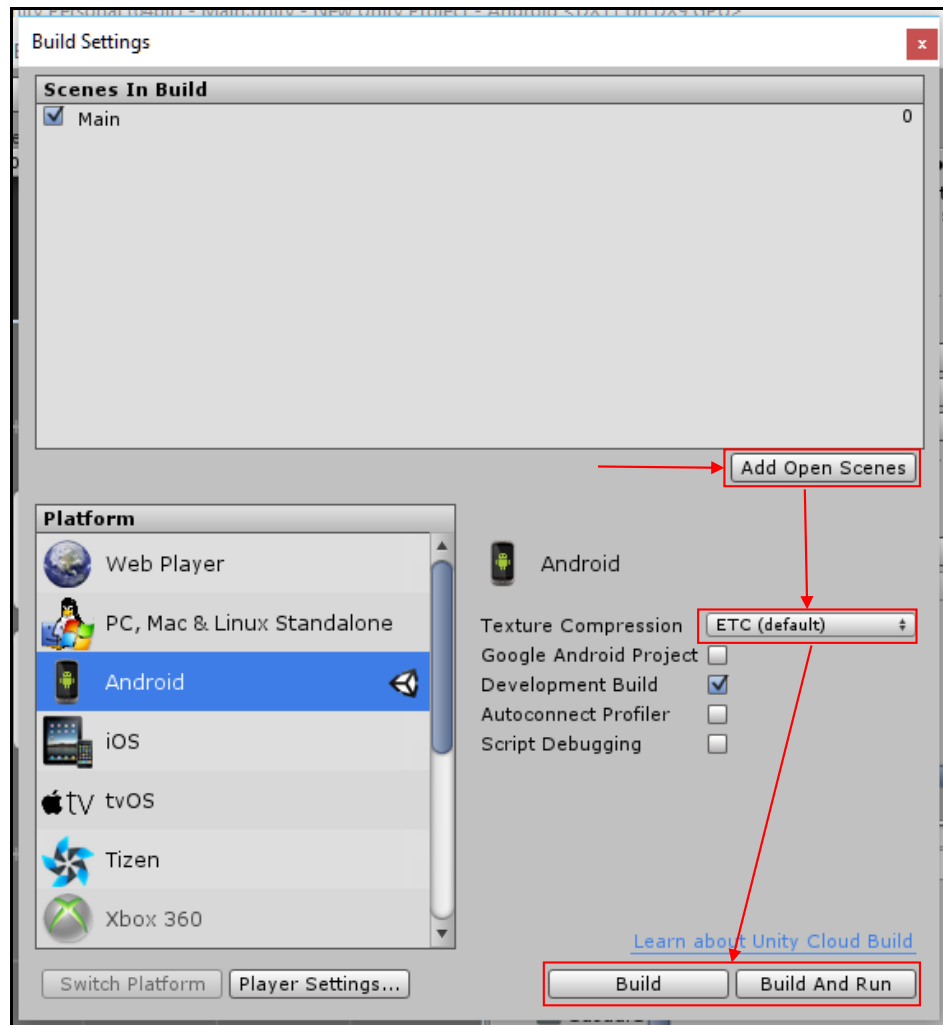 Build Settings
x
Scenes In Build
Main 0
Add Open Scenes
Platform
Web Player
PC, Mac & Linux Standalone
Android
iOS
tv tvOS
Tizen
Xbox 360
Android
Texture Compression ETC (default)
Google Android Project
Development Build
Autoconnect Profiler
Script Debugging
Learn about Unity Cloud Build
Switch Platform Player Settings... Build Build And Run